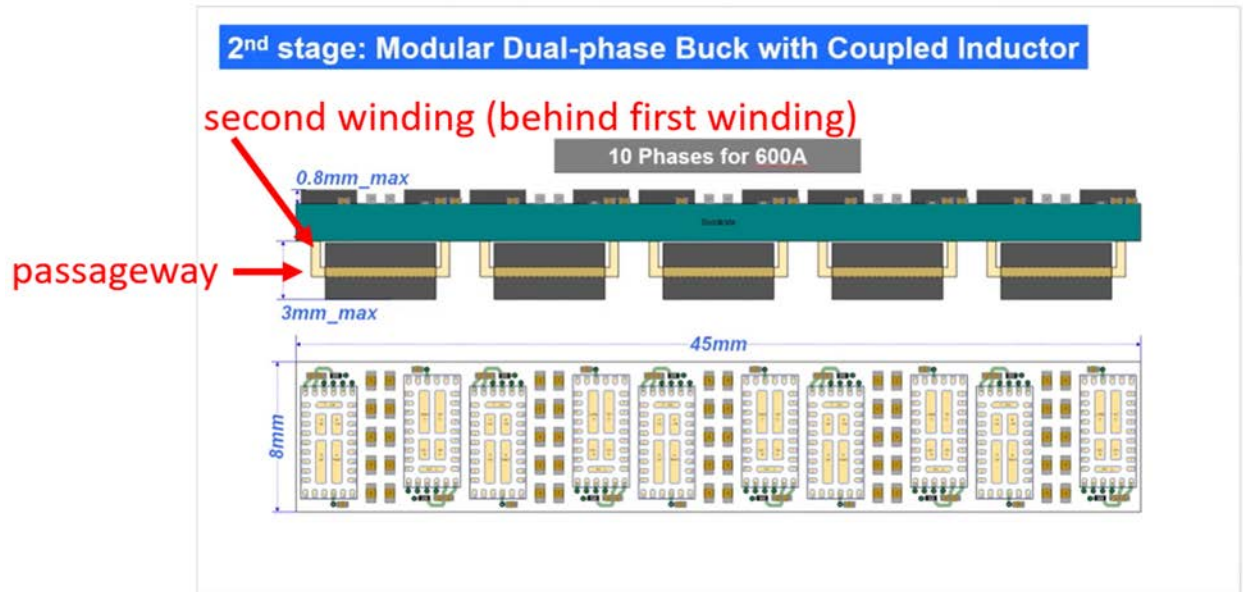 2nd stage: Modular Dual-phase Buck with Coupled Inductor
second winding (behind first winding)
10 Phases for 600A
0.8mm_max
passageway
3mm_max
45mm
8mm